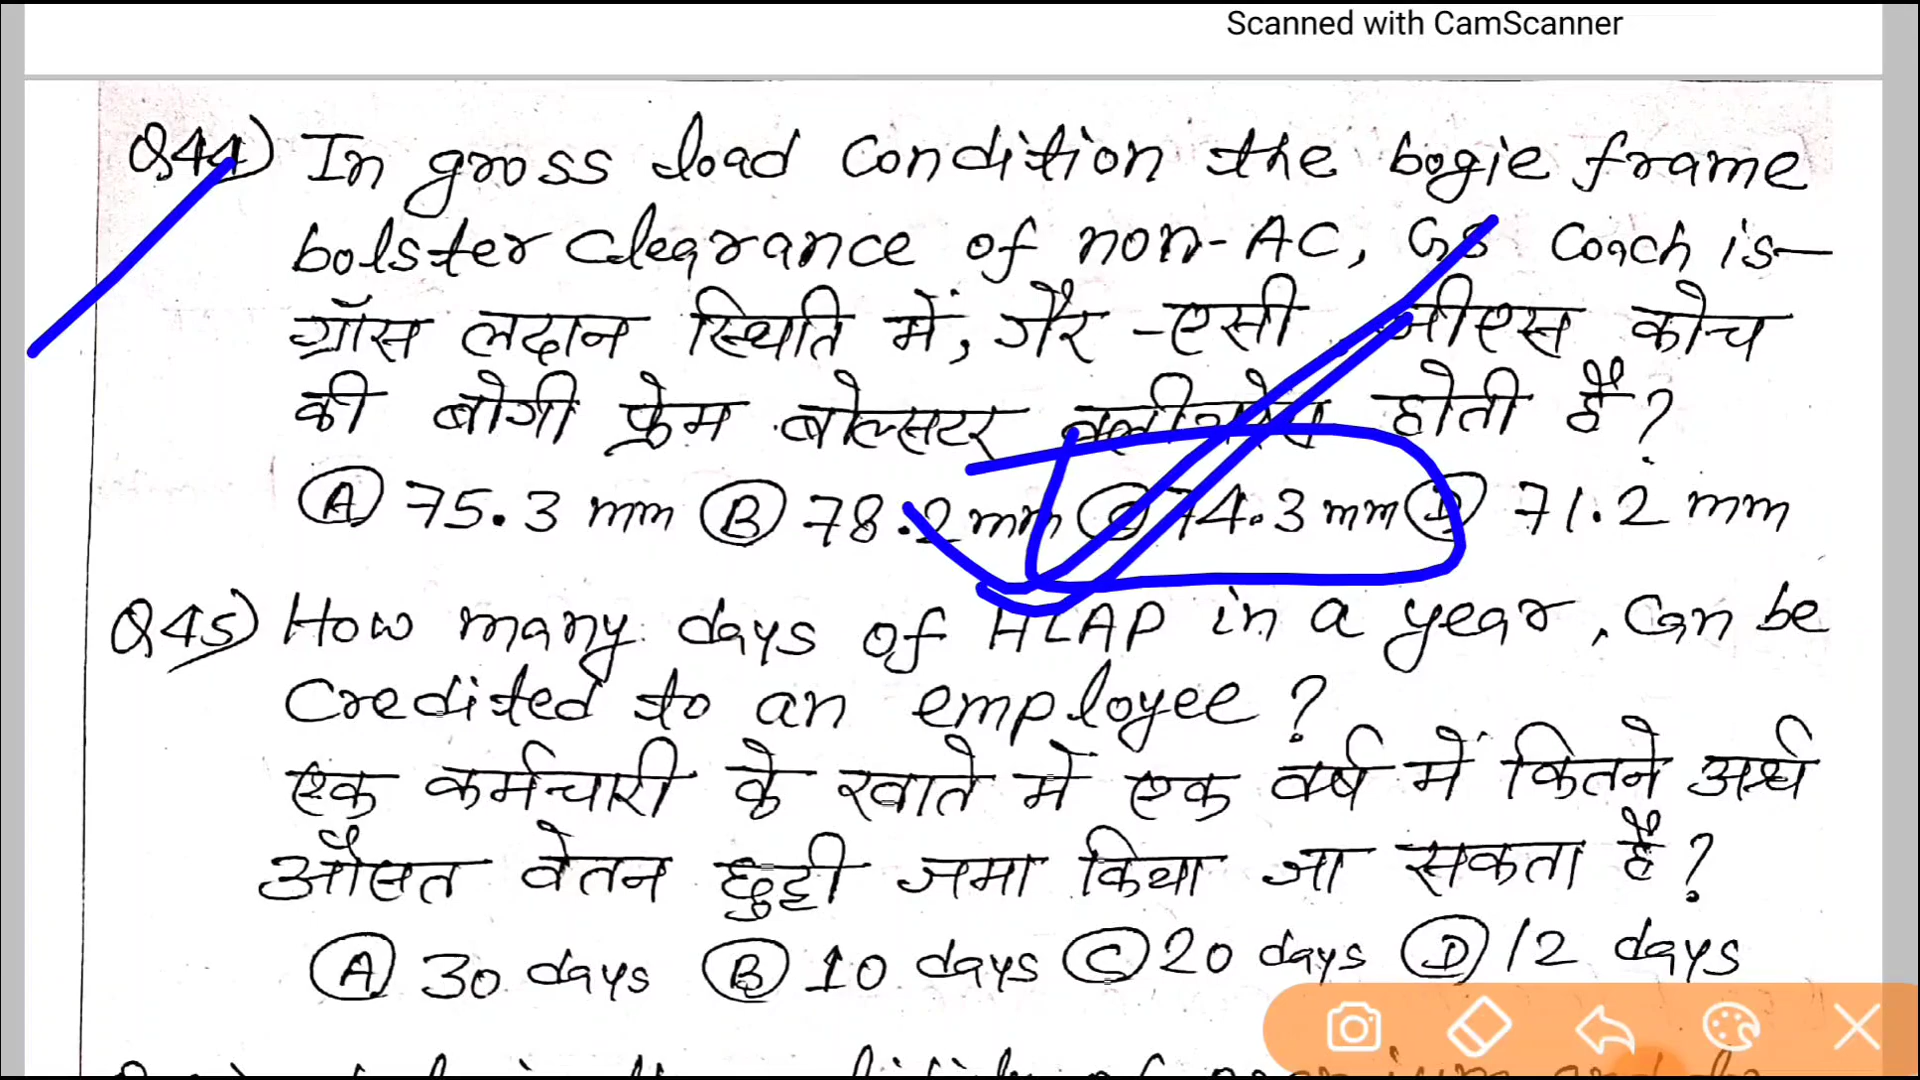 Scanned with CamScanner
Q44) In gross load Condition the bogie frame
bolster Clearance of non-AC, GS Coach is-
ग्रॉस लदान स्थिति में, गैर-एसी जीएस कोच
की बोगी फ्रेम बोल्सटर क्लीयरेंस होती है?
(A) 75.3 mm (B) 78.2 mm (C) 74.3 mm (D) 71.2 mm
Q45) How many days of HLAP in a year, Can be
Credited to an employee?
एक कर्मचारी के खाते में एक वर्ष में कितने अर्ध
औसत वेतन छुट्टी जमा किया जा सकता है?
(A) 30 days (B) 10 days (C) 20 days (D) 12 days